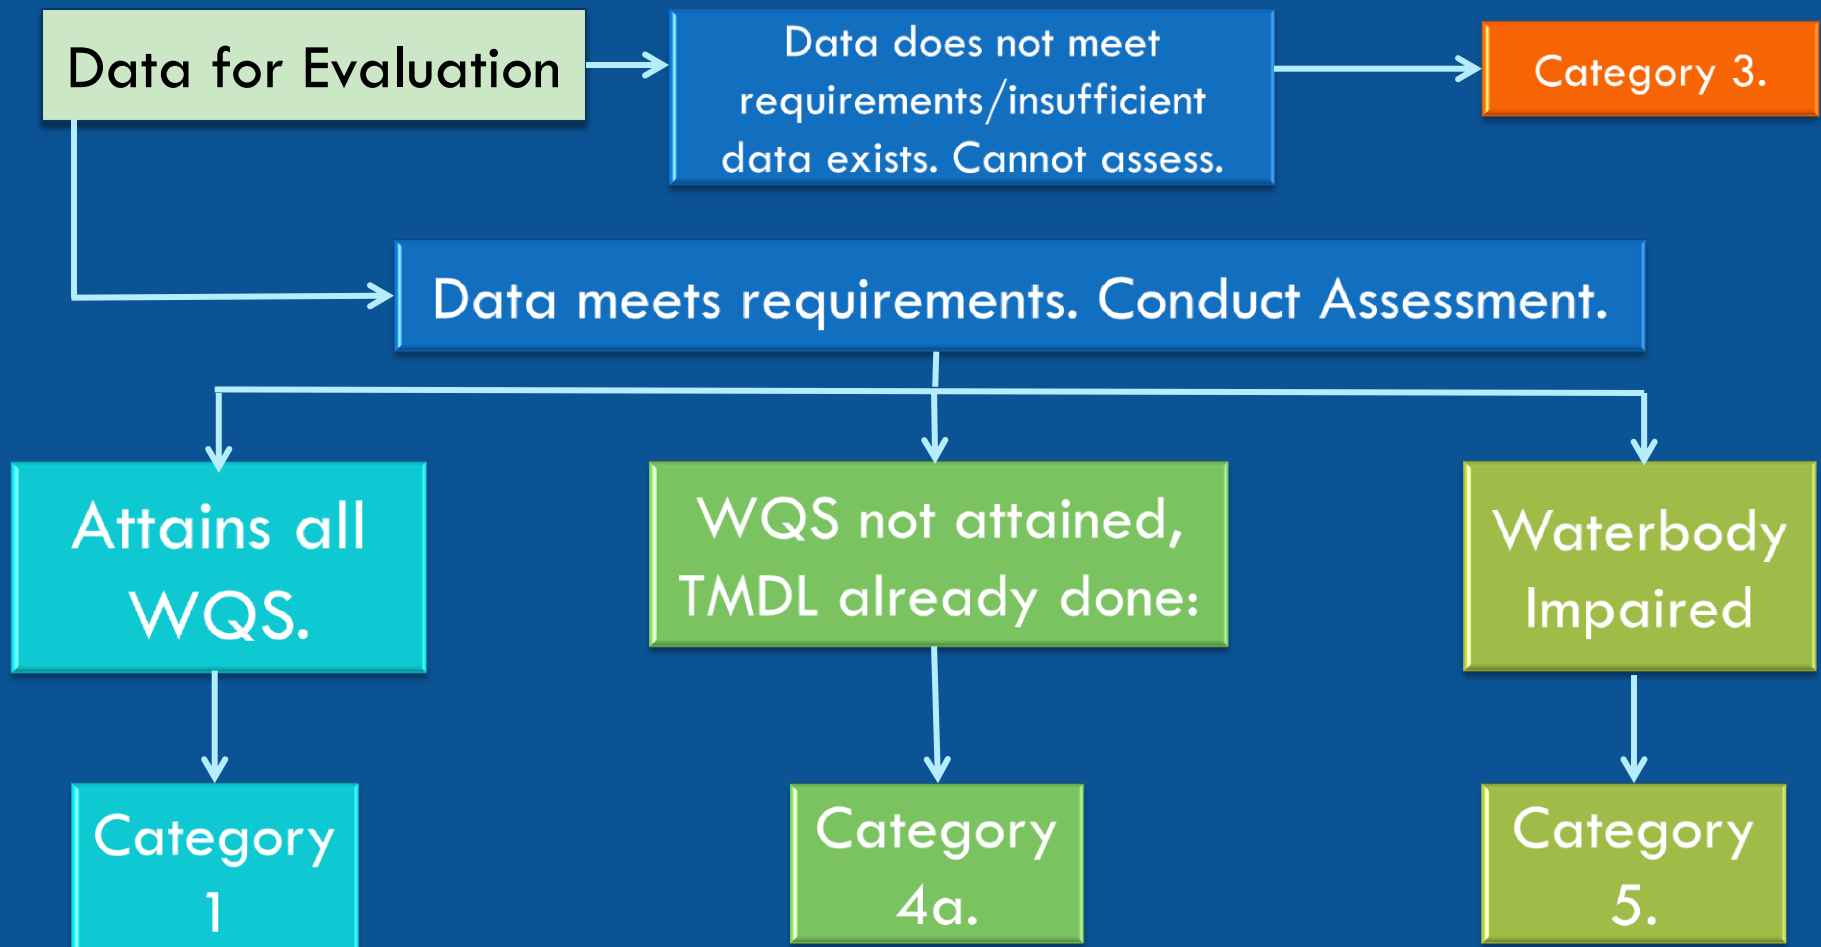 Data for Evaluation
Data does not meet
requirements/insufficient
data exists. Cannot assess.
Category 3.
Data meets requirements. Conduct Assessment.
Attains all
WQS.
WQS not attained,
TMDL already done:
Waterbody
Impaired
Category
1
Category
4a.
Category
5.